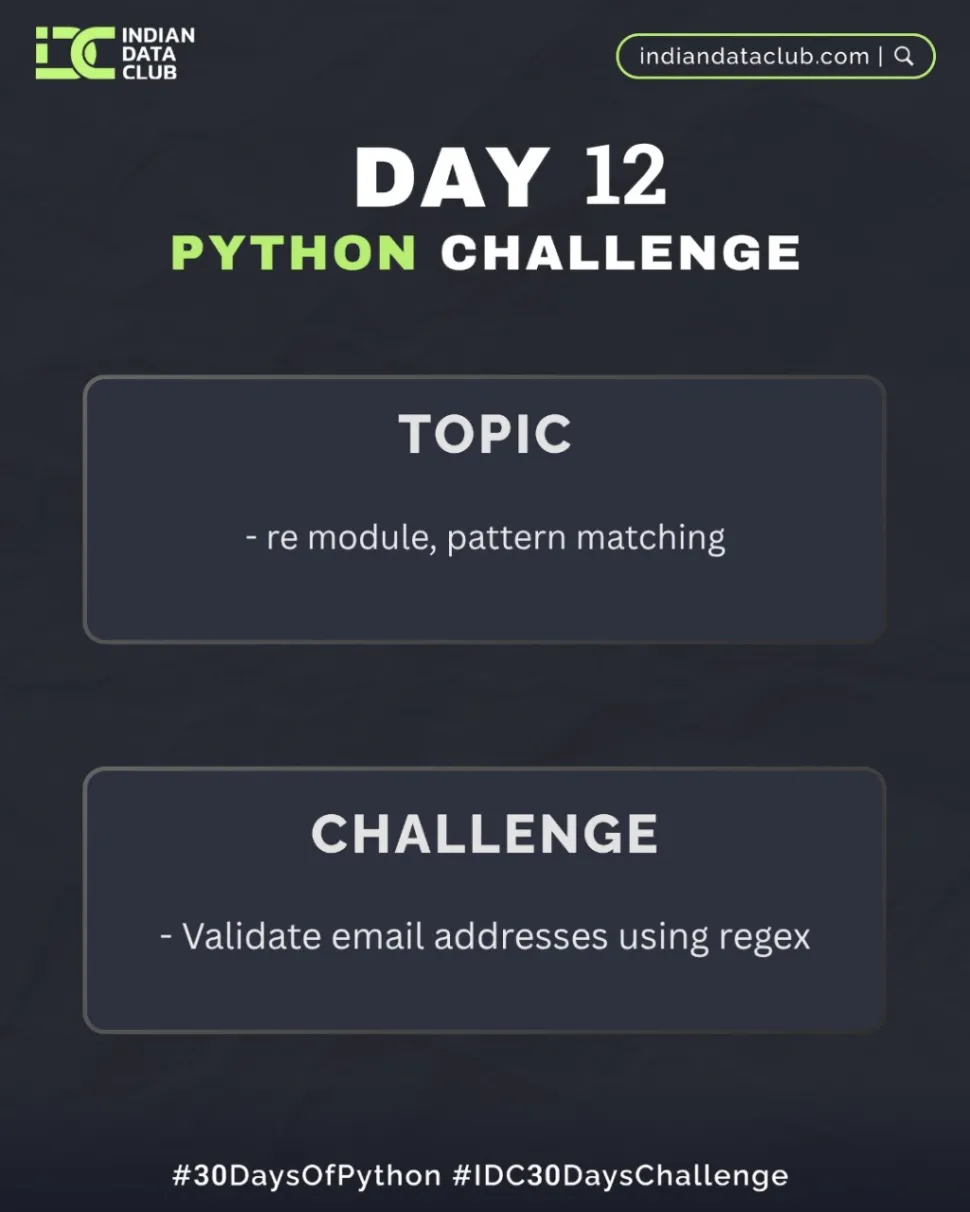 INDIAN
DATA
CLUB
indiandataclub.com |
DAY 12
PYTHON CHALLENGE
TOPIC
- re module, pattern matching
CHALLENGE
- Validate email addresses using regex
#30DaysOfPython #IDC30DaysChallenge